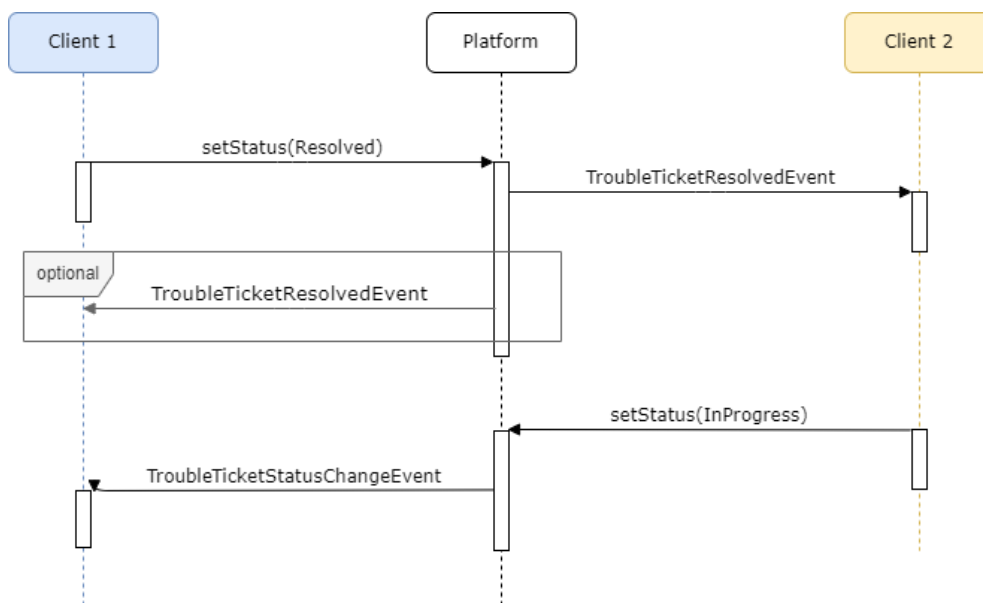 Client 1
Platform
Client 2
setStatus(Resolved)
TroubleTicketResolvedEvent
optional
TroubleTicketResolvedEvent
setStatus(InProgress)
TroubleTicketStatusChangeEvent